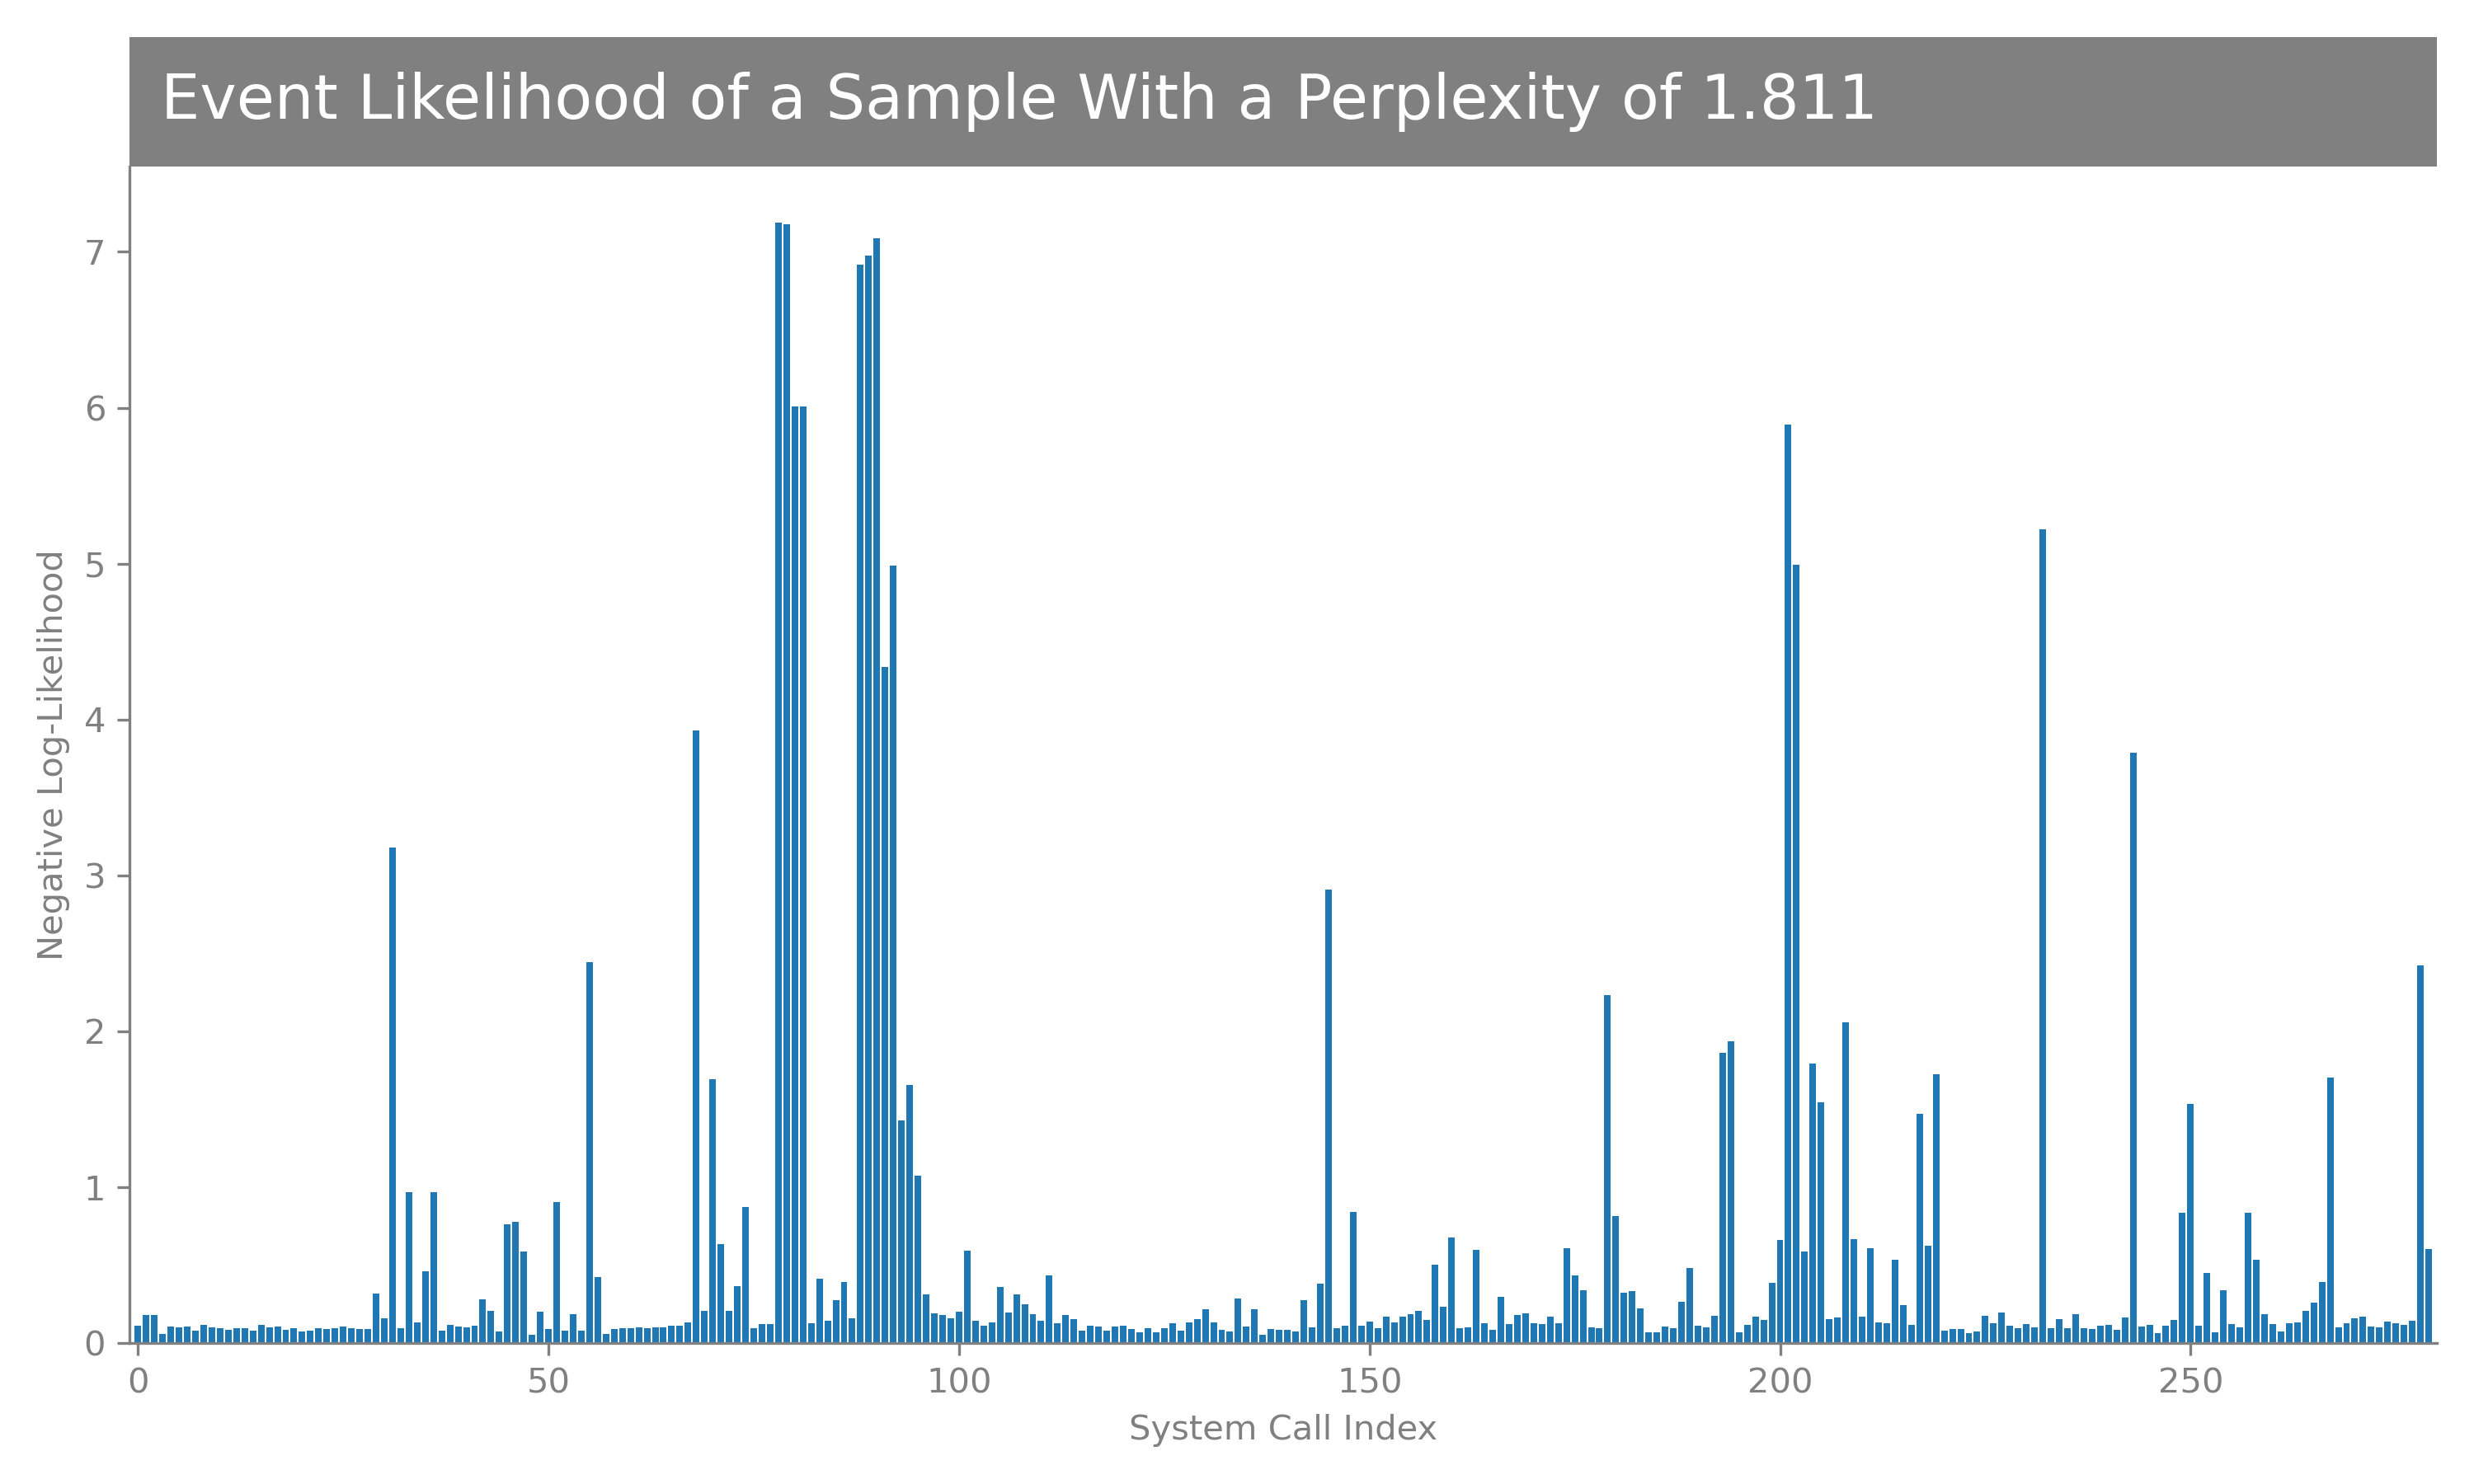 Event Likelihood of a Sample With a Perplexity of 1.811
7
6
5
4
3
2
1
0
Negative Log-Likelihood
0 50 100 150 200 250
System Call Index